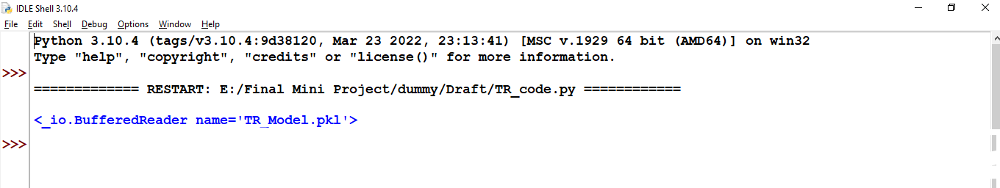 IDLE Shell 3.10.4
File Edit Shell Debug Options Window Help
Python 3.10.4 (tags/v3.10.4:9d38120, Mar 23 2022, 23:13:41) [MSC v.1929 64 bit (AMD64)] on win32
Type "help", "copyright", "credits" or "license()" for more information.
>>>
============= RESTART: E:/Final Mini Project/dummy/Draft/TR_code.py ============
<_io.BufferedReader name='TR_Model.pkl'>
>>>